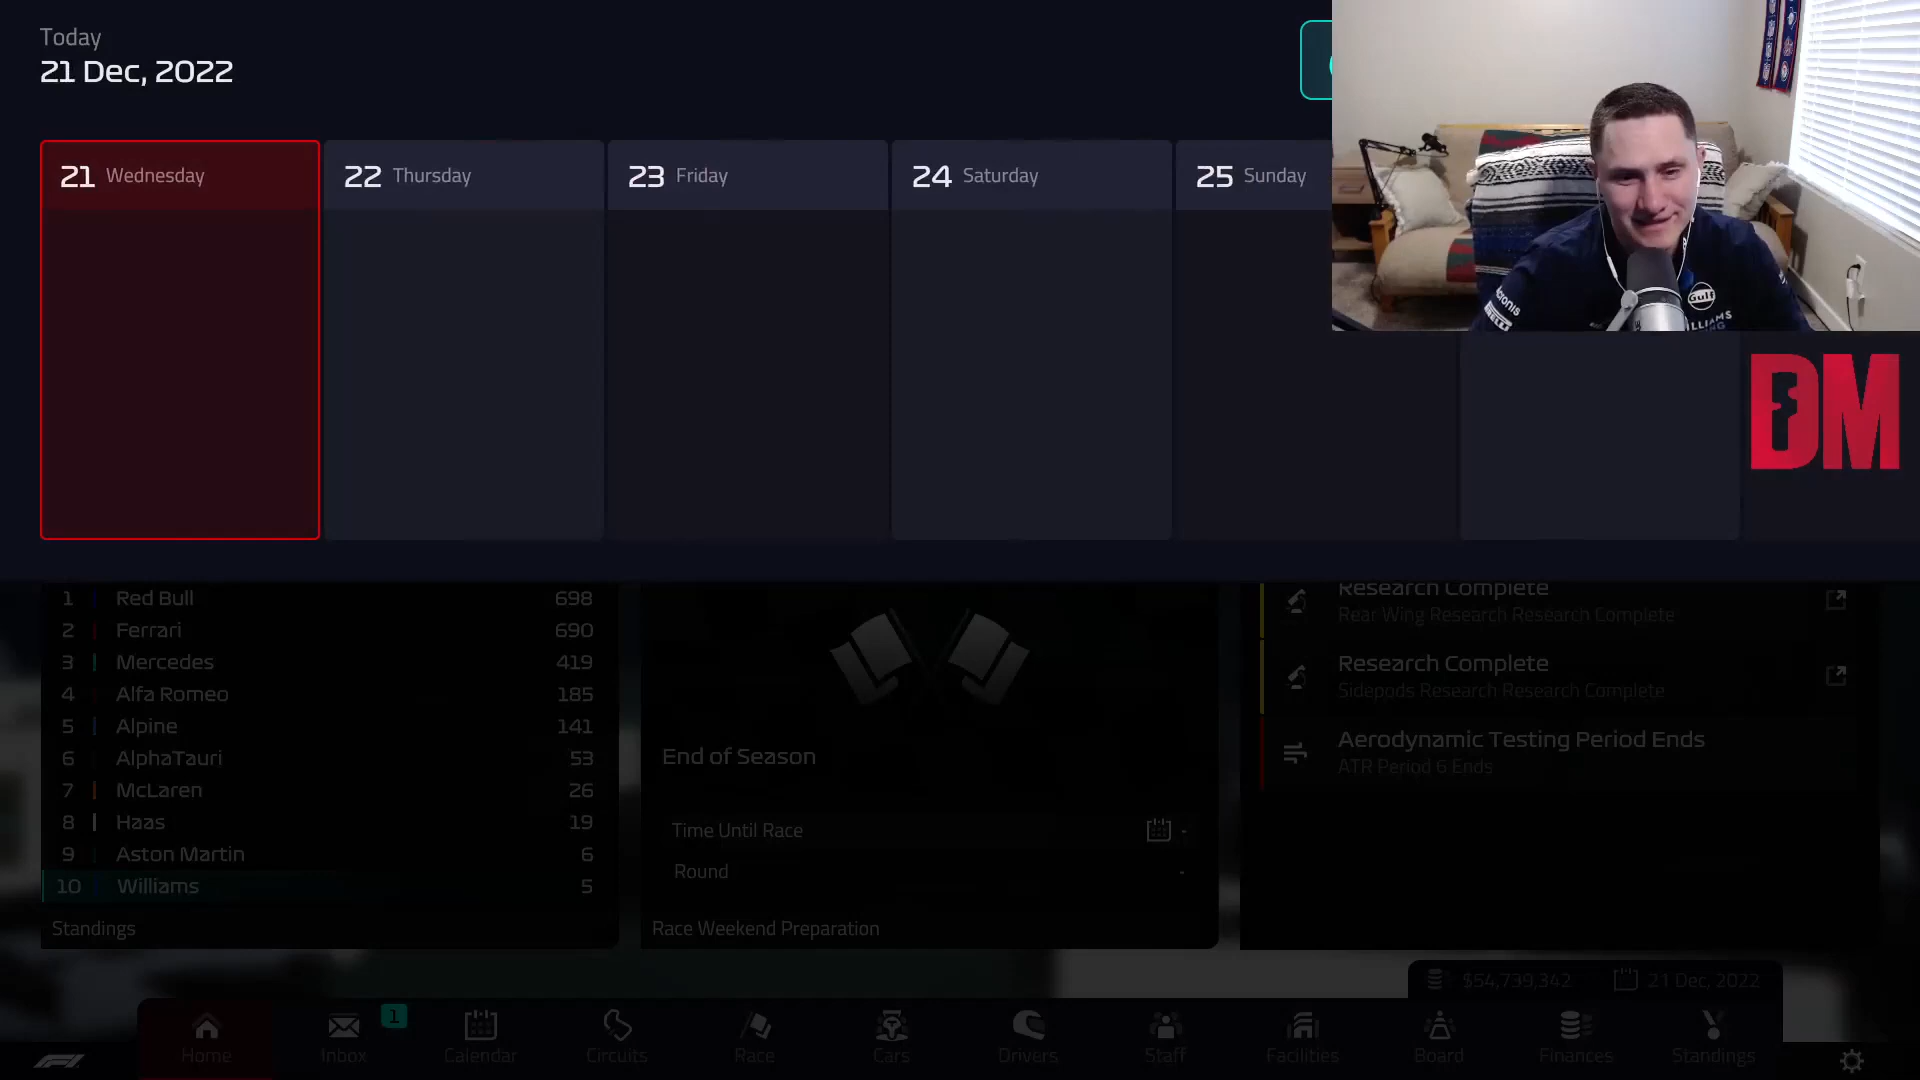 Today
21 Dec, 2022
21 Wednesday
22 Thursday
23 Friday
24 Saturday
25 Sunday
acronis
Gulf
DM
1 Red Bull 698
2 Ferrari 690
3 Mercedes 419
4 Alfa Romeo 185
5 Alpine 141
6 AlphaTauri 53
7 McLaren 26
8 Haas 19
9 Aston Martin 6
10 Williams 5
Standings
End of Season
Time Until Race -
Round -
Race Weekend Preparation
Research Complete
Rear Wing Research Research Complete
Research Complete
Sidepods Research Research Complete
Aerodynamic Testing Period Ends
ATR Period 6 Ends
$54,739,342
21 Dec, 2022
Home
Inbox
1
Calendar
Circuits
Race
Cars
Drivers
Staff
Facilities
Board
Finances
Standings